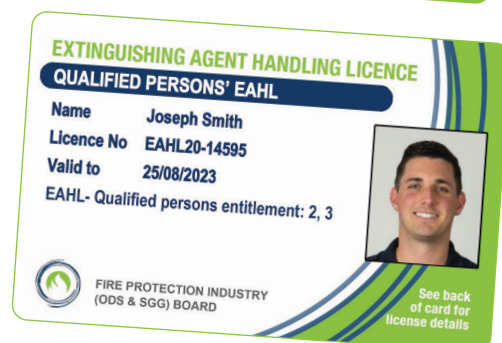 EXTINGUISHING AGENT HANDLING LICENCE
QUALIFIED PERSONS' EAHL
Name Joseph Smith
Licence No EAHL20-14595
Valid to 25/08/2023
EAHL- Qualified persons entitlement: 2, 3
FIRE PROTECTION INDUSTRY
(ODS & SGG) BOARD
See back
of card for
license details